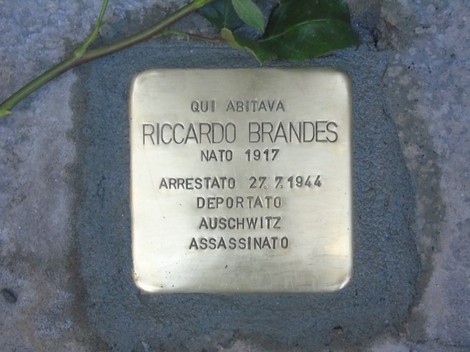 QUI ABITAVA
RICCARDO BRANDES
NATO 1917
ARRESTATO 27.7.1944
DEPORTATO
AUSCHWITZ
ASSASSINATO